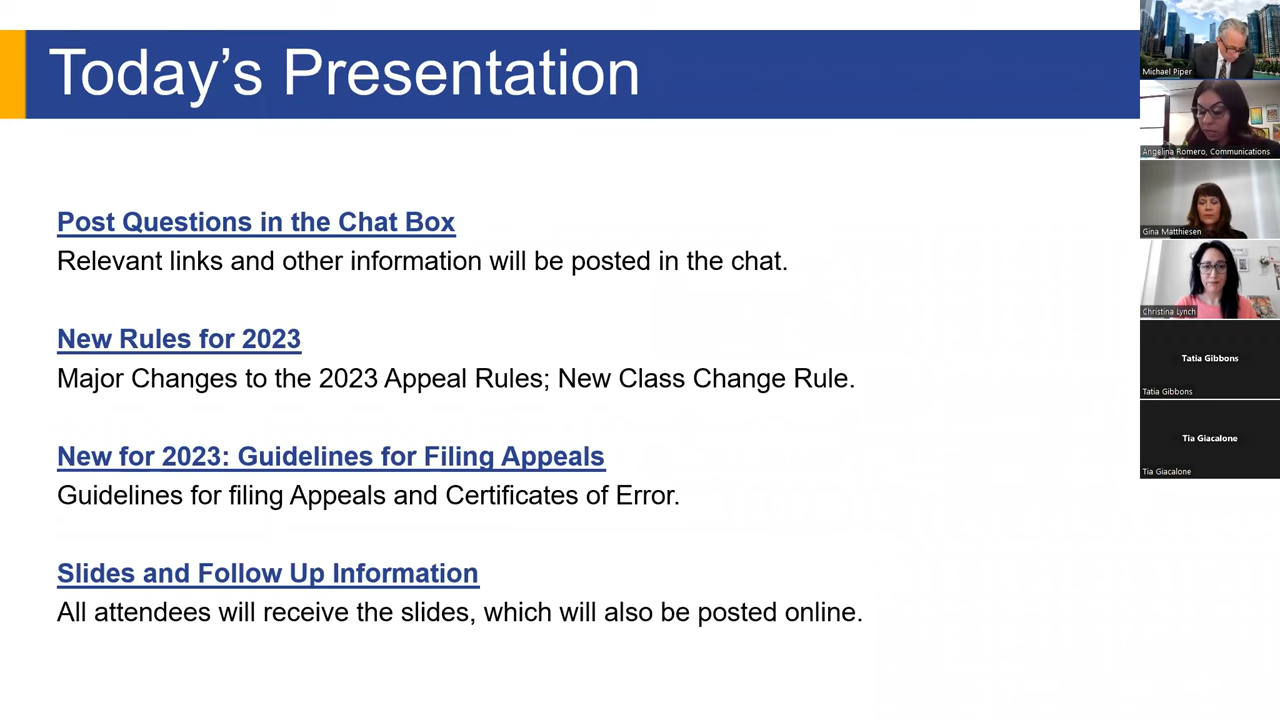 Today's Presentation
Post Questions in the Chat Box
Relevant links and other information will be posted in the chat.
New Rules for 2023
Major Changes to the 2023 Appeal Rules; New Class Change Rule.
New for 2023: Guidelines for Filing Appeals
Guidelines for filing Appeals and Certificates of Error.
Slides and Follow Up Information
All attendees will receive the slides, which will also be posted online.
Michael Piper
Angelina Romero, Communications
Gina Matthiesen
Christina Lynch
Tatia Gibbons
Tatia Gibbons
Tia Giacalone
Tia Giacalone